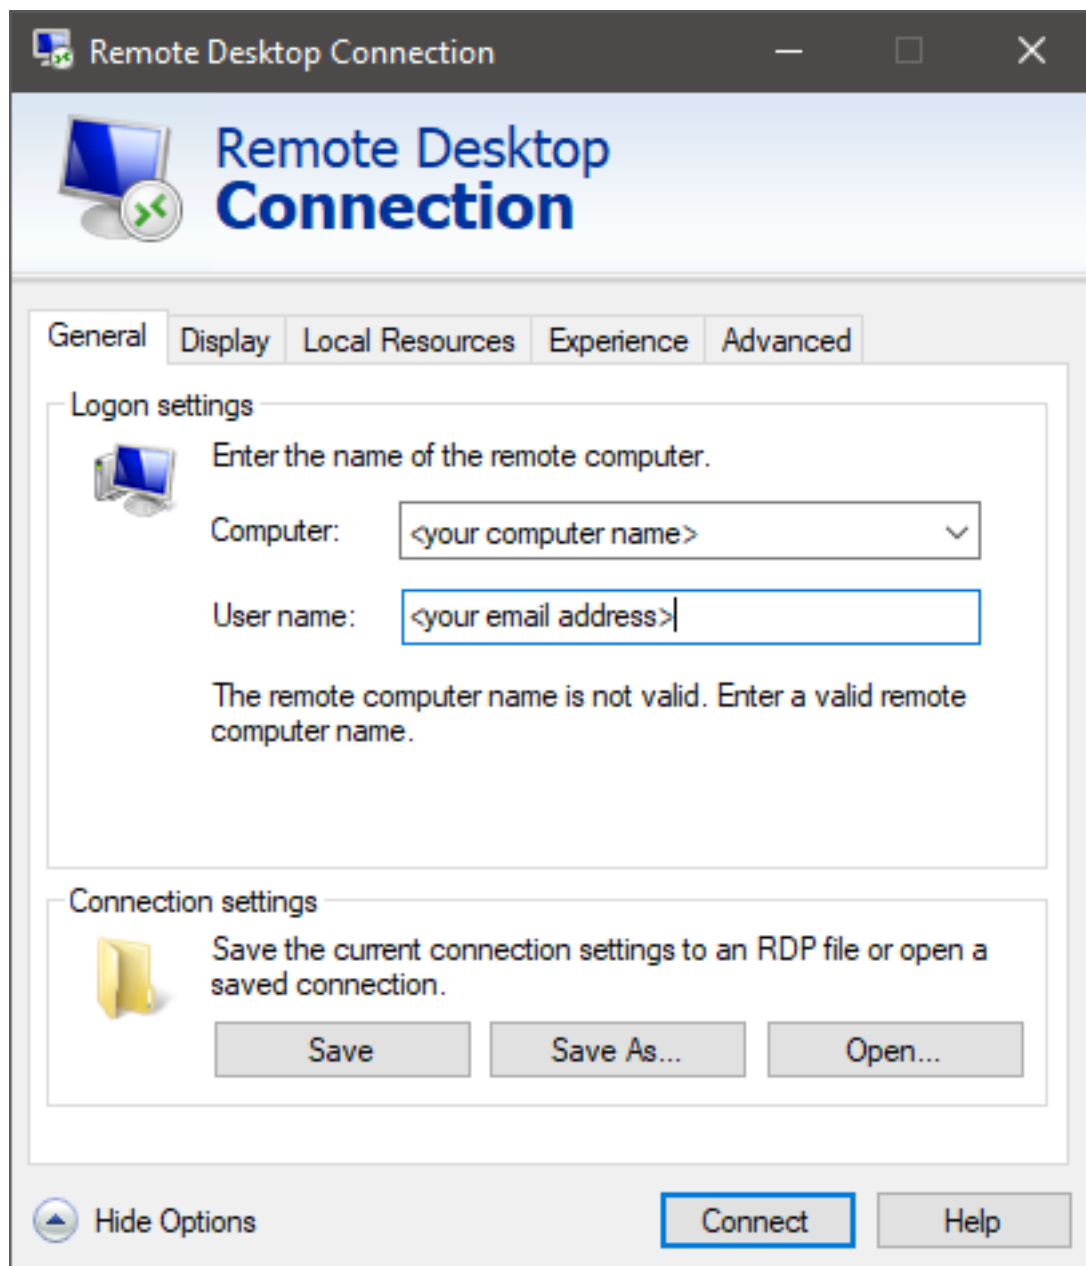 Remote Desktop Connection
Remote Desktop
Connection
General Display Local Resources Experience Advanced
Logon settings
Enter the name of the remote computer.
Computer: <your computer name>
User name: <your email address>
The remote computer name is not valid. Enter a valid remote
computer name.
Connection settings
Save the current connection settings to an RDP file or open a
saved connection.
Save Save As... Open...
Hide Options Connect Help